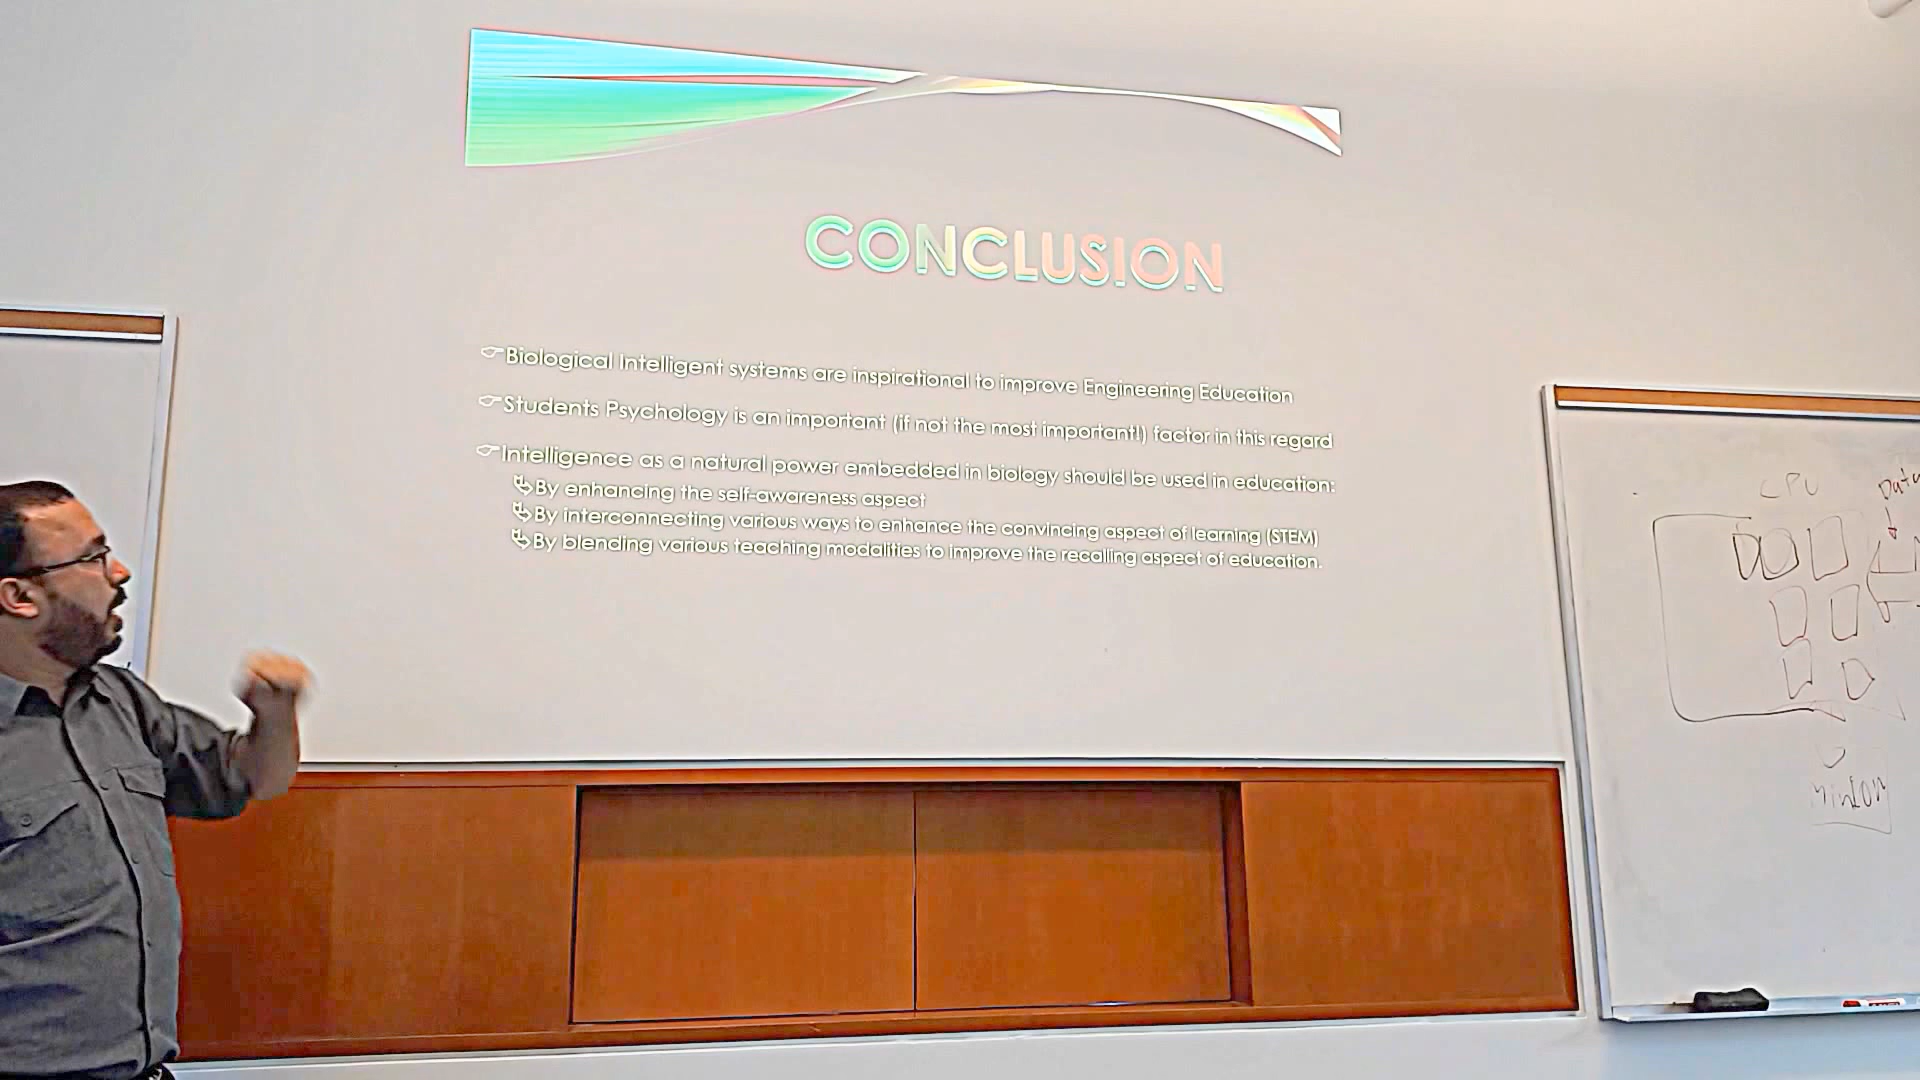 CONCLUSION
Biological Intelligent systems are inspirational to improve Engineering Education
Students Psychology is an important (if not the most important!) factor in this regard
Intelligence as a natural power embedded in biology should be used in education:
By enhancing the self-awareness aspect
By interconnecting various ways to enhance the convincing aspect of learning (STEM)
By blending various teaching modalities to improve the recalling aspect of education.
CPU
Data